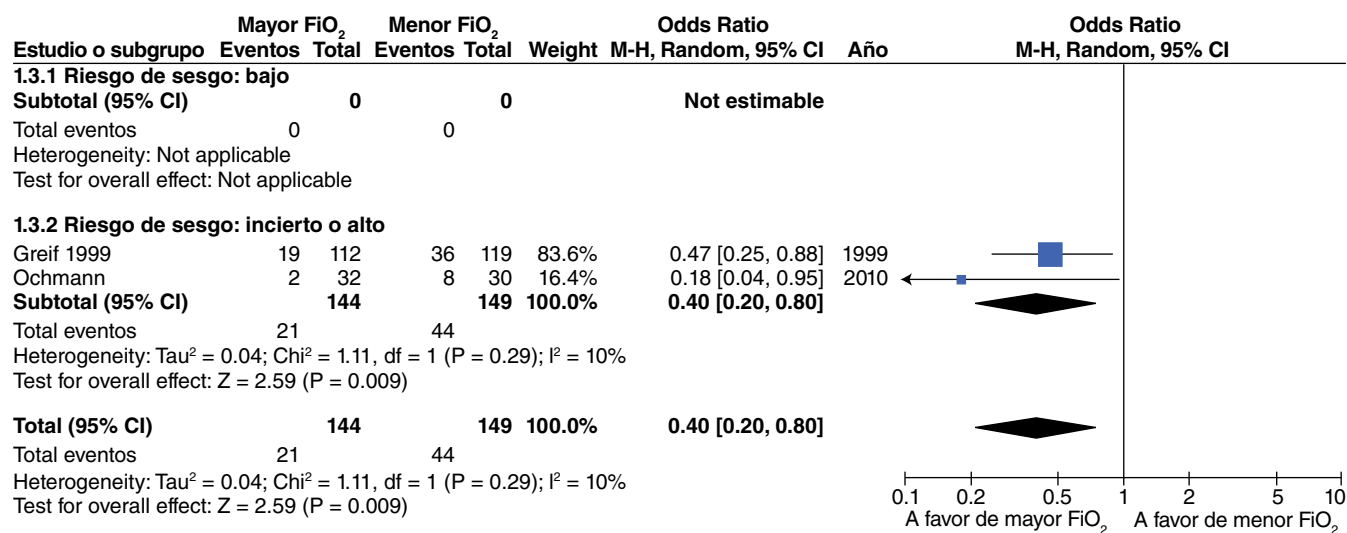 Mayor FiO2 Menor FiO2 Odds Ratio Odds Ratio
Estudio o subgrupo Eventos Total Eventos Total Weight M-H, Random, 95% CI Año M-H, Random, 95% CI
1.3.1 Riesgo de sesgo: bajo
Subtotal (95% CI) 0 0 Not estimable
Total eventos 0 0
Heterogeneity: Not applicable
Test for overall effect: Not applicable
1.3.2 Riesgo de sesgo: incierto o alto
Greif 1999 19 112 36 119 83.6% 0.47 [0.25, 0.88] 1999
Ochmann 2 32 8 30 16.4% 0.18 [0.04, 0.95] 2010
Subtotal (95% CI) 144 149 100.0% 0.40 [0.20, 0.80]
Total eventos 21 44
Heterogeneity: Tau² = 0.04; Chi² = 1.11, df = 1 (P = 0.29); I² = 10%
Test for overall effect: Z = 2.59 (P = 0.009)
Total (95% CI) 144 149 100.0% 0.40 [0.20, 0.80]
Total eventos 21 44
Heterogeneity: Tau² = 0.04; Chi² = 1.11, df = 1 (P = 0.29); I² = 10%
Test for overall effect: Z = 2.59 (P = 0.009)
0.1 0.2 0.5 1 2 5 10
A favor de mayor FiO2 A favor de menor FiO2